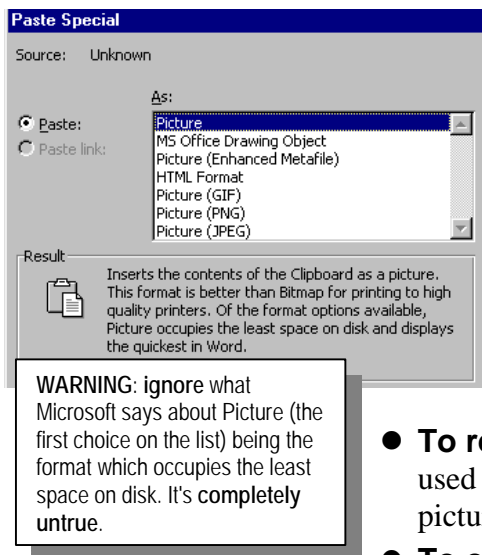 Paste Special
Source: Unknown
As:
Paste:
Paste link:
Picture
MS Office Drawing Object
Picture (Enhanced Metafile)
HTML Format
Picture (GIF)
Picture (PNG)
Picture (JPEG)
Result
Inserts the contents of the Clipboard as a picture.
This format is better than Bitmap for printing to high
quality printers. Of the format options available,
Picture occupies the least space on disk and displays
the quickest in Word.
WARNING: ignore what
Microsoft says about Picture (the
first choice on the list) being the
format which occupies the least
space on disk. It's completely
untrue.
● To
used